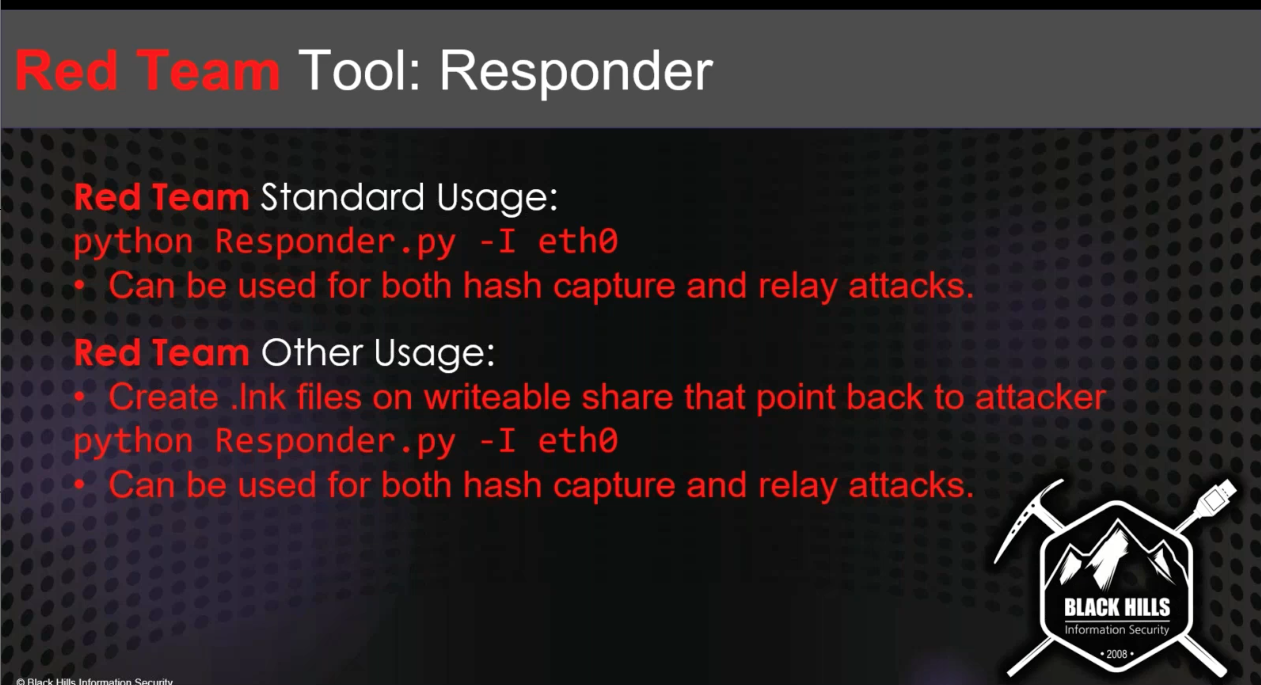 Red Team Tool: Responder
Red Team Standard Usage:
python Responder.py -I eth0
• Can be used for both hash capture and relay attacks.
Red Team Other Usage:
• Create .lnk files on writeable share that point back to attacker
python Responder.py -I eth0
• Can be used for both hash capture and relay attacks.
BLACK HILLS
Information Security
• 2008 •
© Black Hills Information Security